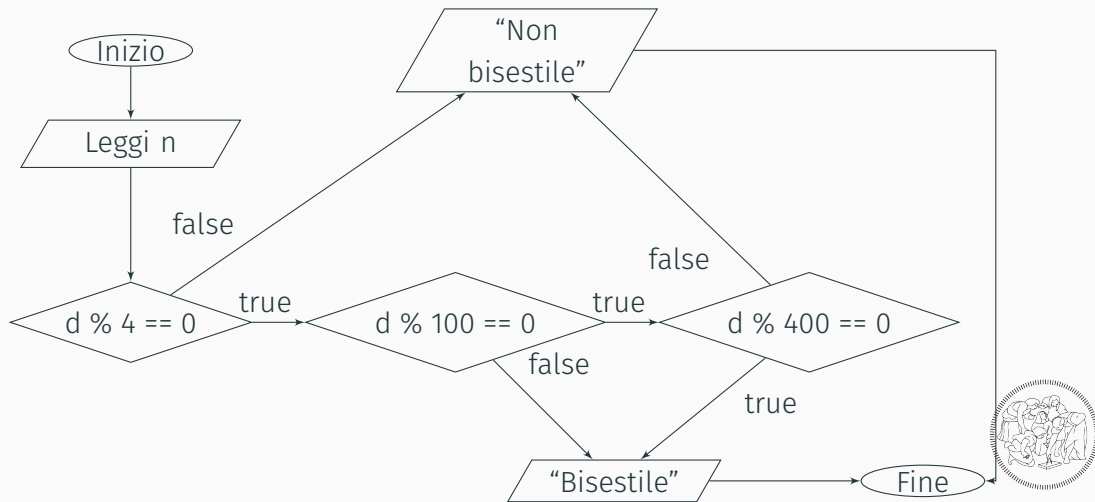 Inizio
“Non
bisestile”
Leggi n
false
false
d % 4 == 0
true
d % 100 == 0
true
d % 400 == 0
false
true
“Bisestile”
Fine